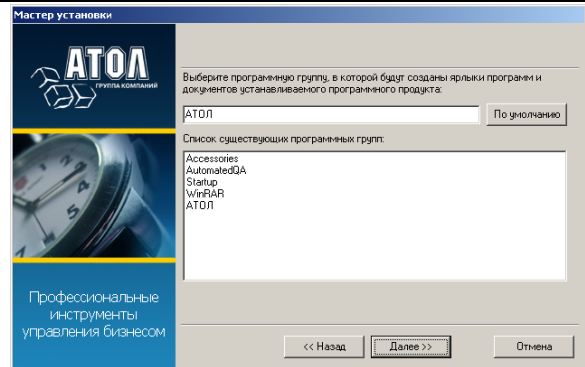 Мастер установки
АТОЛ
ГРУППА КОМПАНИЙ
Выберите программную группу, в которой будут созданы ярлыки программ и
документов устанавливаемого программного продукта:
АТОЛ
По умолчанию
Список существующих программных групп:
Accessories
AutomatedQA
Startup
WinRAR
АТОЛ
Профессиональные
инструменты
управления бизнесом
<< Назад
Далее >>
Отмена